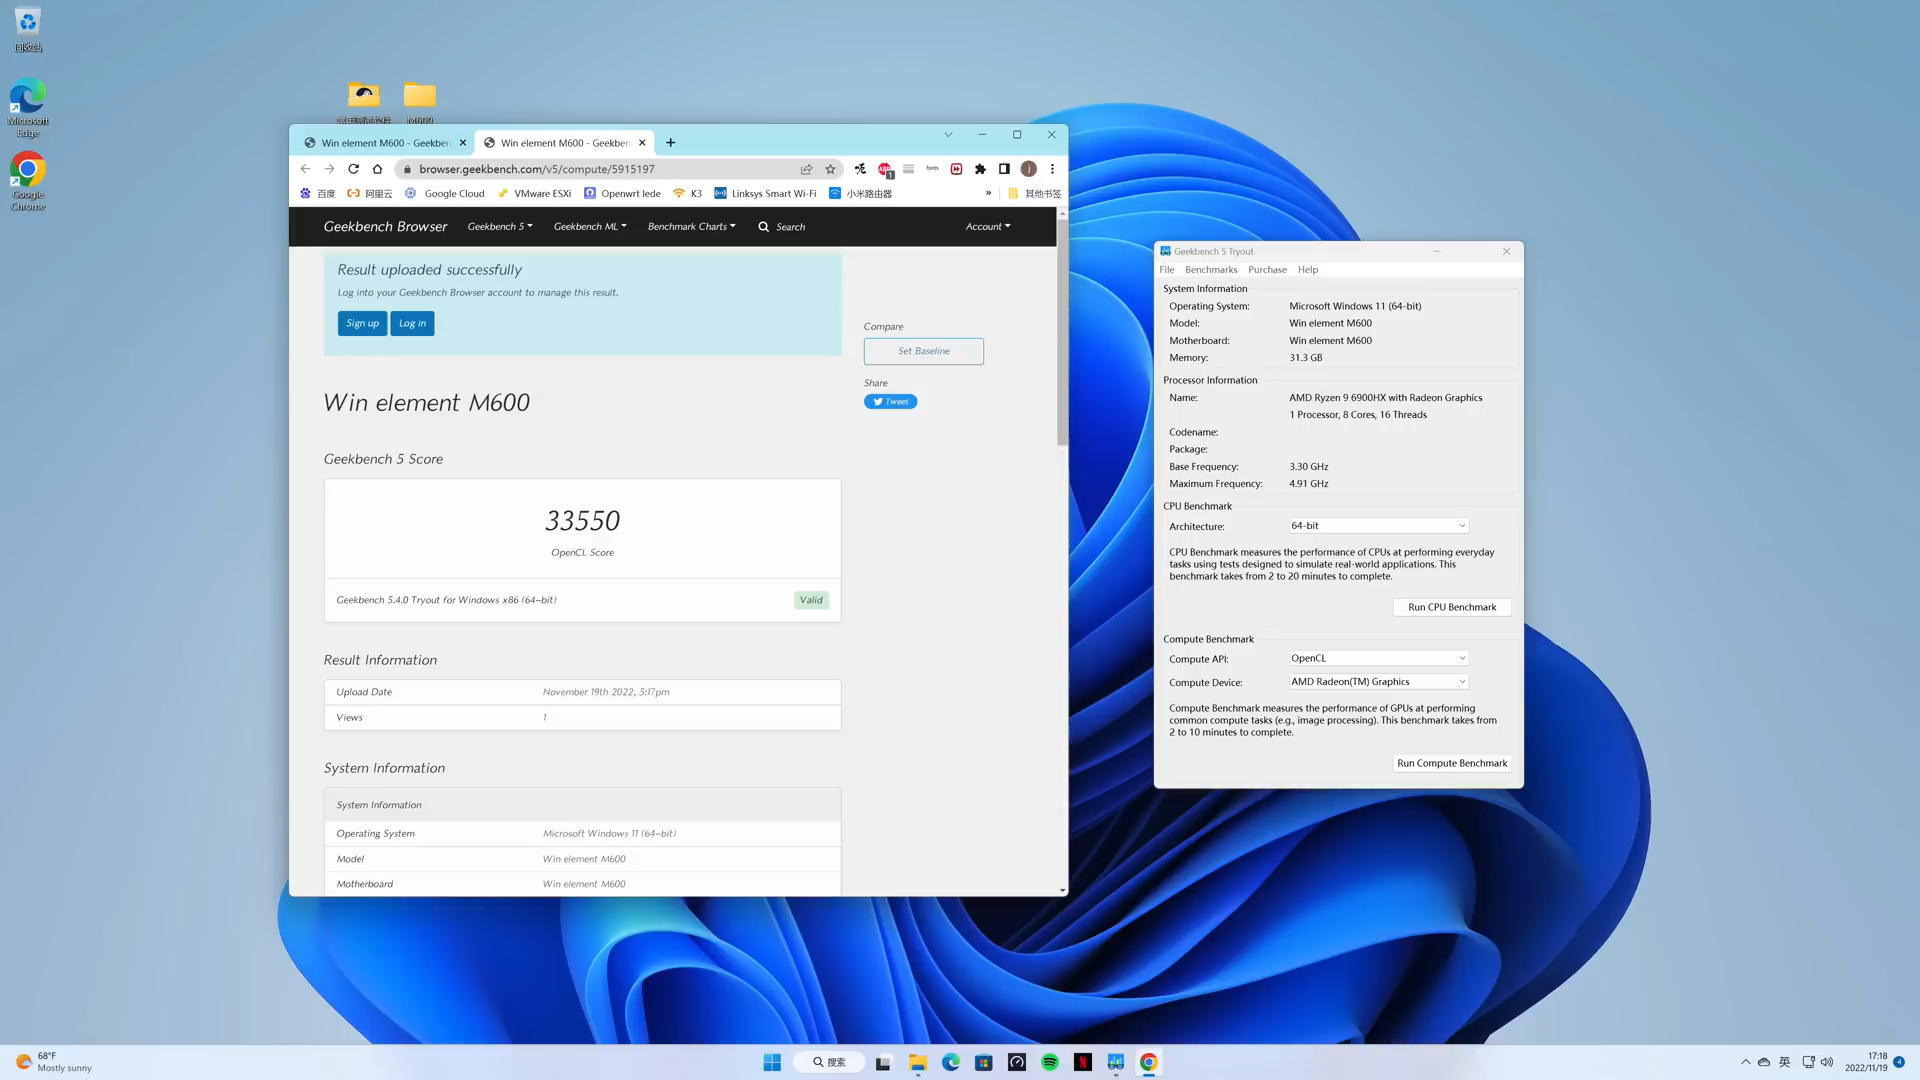 回收站
Microsoft
Edge
Google
Chrome
M600
Win element M600 - Geekben
Win element M600 - Geekben
browser.geekbench.com/v5/compute/5915197
1
fonts
j
百度
阿里云
Google Cloud
VMware ESXi
Openwrt lede
K3
Linksys Smart Wi-Fi
小米路由器
»
其他书签
Geekbench Browser
Geekbench 5
Geekbench ML
Benchmark Charts
Search
Account
Result uploaded successfully
Log into your Geekbench Browser account to manage this result.
Sign up
Log in
Compare
Set Baseline
Share
Tweet
Win element M600
Geekbench 5 Score
33550
OpenCL Score
Geekbench 5.4.0 Tryout for Windows x86 (64-bit)
Valid
Result Information
Upload Date
November 19th 2022, 5:17pm
Views
1
System Information
System Information
Operating System
Microsoft Windows 11 (64-bit)
Model
Win element M600
Motherboard
Win element M600
Geekbench 5 Tryout
File
Benchmarks
Purchase
Help
System Information
Operating System:
Microsoft Windows 11 (64-bit)
Model:
Win element M600
Motherboard:
Win element M600
Memory:
31.3 GB
Processor Information
Name:
AMD Ryzen 9 6900HX with Radeon Graphics
1 Processor, 8 Cores, 16 Threads
Codename:
Package:
Base Frequency:
3.30 GHz
Maximum Frequency:
4.91 GHz
CPU Benchmark
Architecture:
64-bit
CPU Benchmark measures the performance of CPUs at performing everyday
tasks using tests designed to simulate real-world applications. This
benchmark takes from 2 to 20 minutes to complete.
Run CPU Benchmark
Compute Benchmark
Compute API:
OpenCL
Compute Device:
AMD Radeon(TM) Graphics
Compute Benchmark measures the performance of GPUs at performing
common compute tasks (e.g., image processing). This benchmark takes from
2 to 10 minutes to complete.
Run Compute Benchmark
68°F
Mostly sunny
搜索
英
17:18
2022/11/19
4